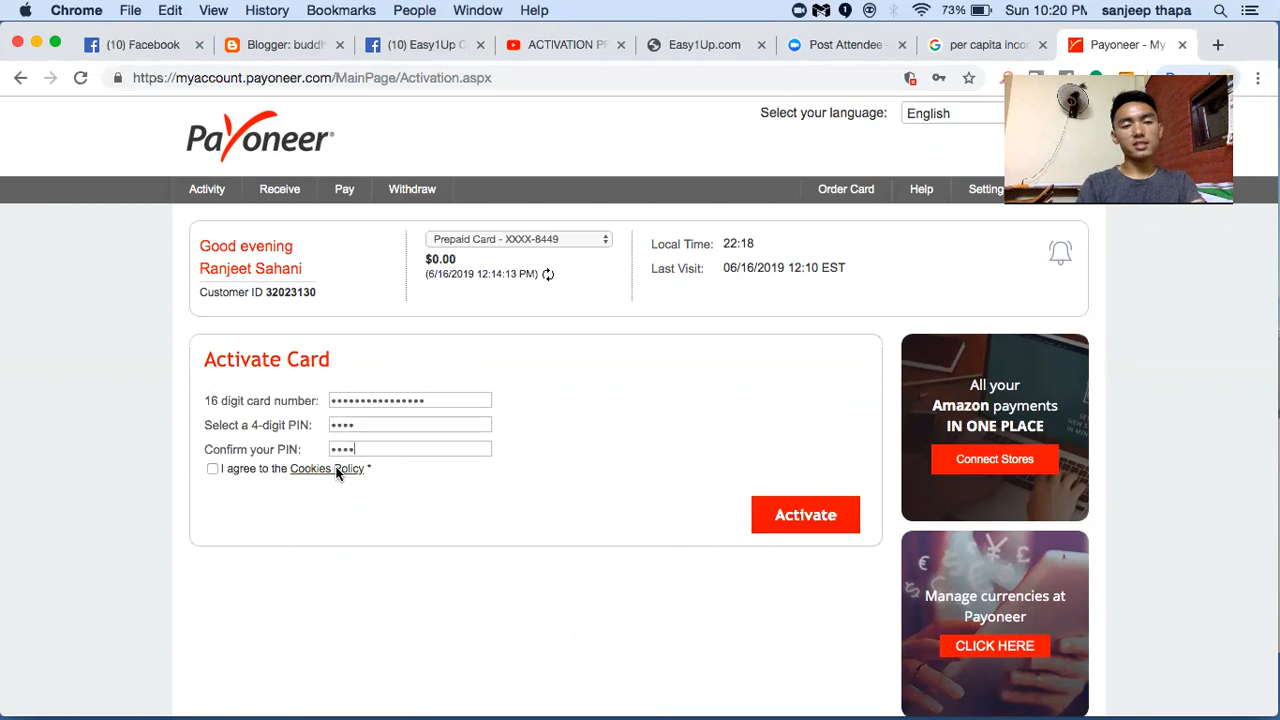 Chrome File Edit View History Bookmarks People Window Help 73% Sun 10:20 PM sanjeep thapa
(10) Facebook Blogger: buddh (10) Easy1Up C ACTIVATION PF Easy1Up.com Post Attendee per capita incor Payoneer - My
https://myaccount.payoneer.com/MainPage/Activation.aspx
Payoneer
Select your language: English
Activity Receive Pay Withdraw Order Card Help Setting
Good evening
Ranjeet Sahani
Customer ID 32023130
Prepaid Card - XXXX-8449
$0.00
(6/16/2019 12:14:13 PM)
Local Time: 22:18
Last Visit: 06/16/2019 12:10 EST
Activate Card
16 digit card number: ••••••••••••••••
Select a 4-digit PIN: ••••
Confirm your PIN: ••••
I agree to the Cookies Policy *
Activate
All your
Amazon payments
IN ONE PLACE
Connect Stores
Manage currencies at
Payoneer
CLICK HERE